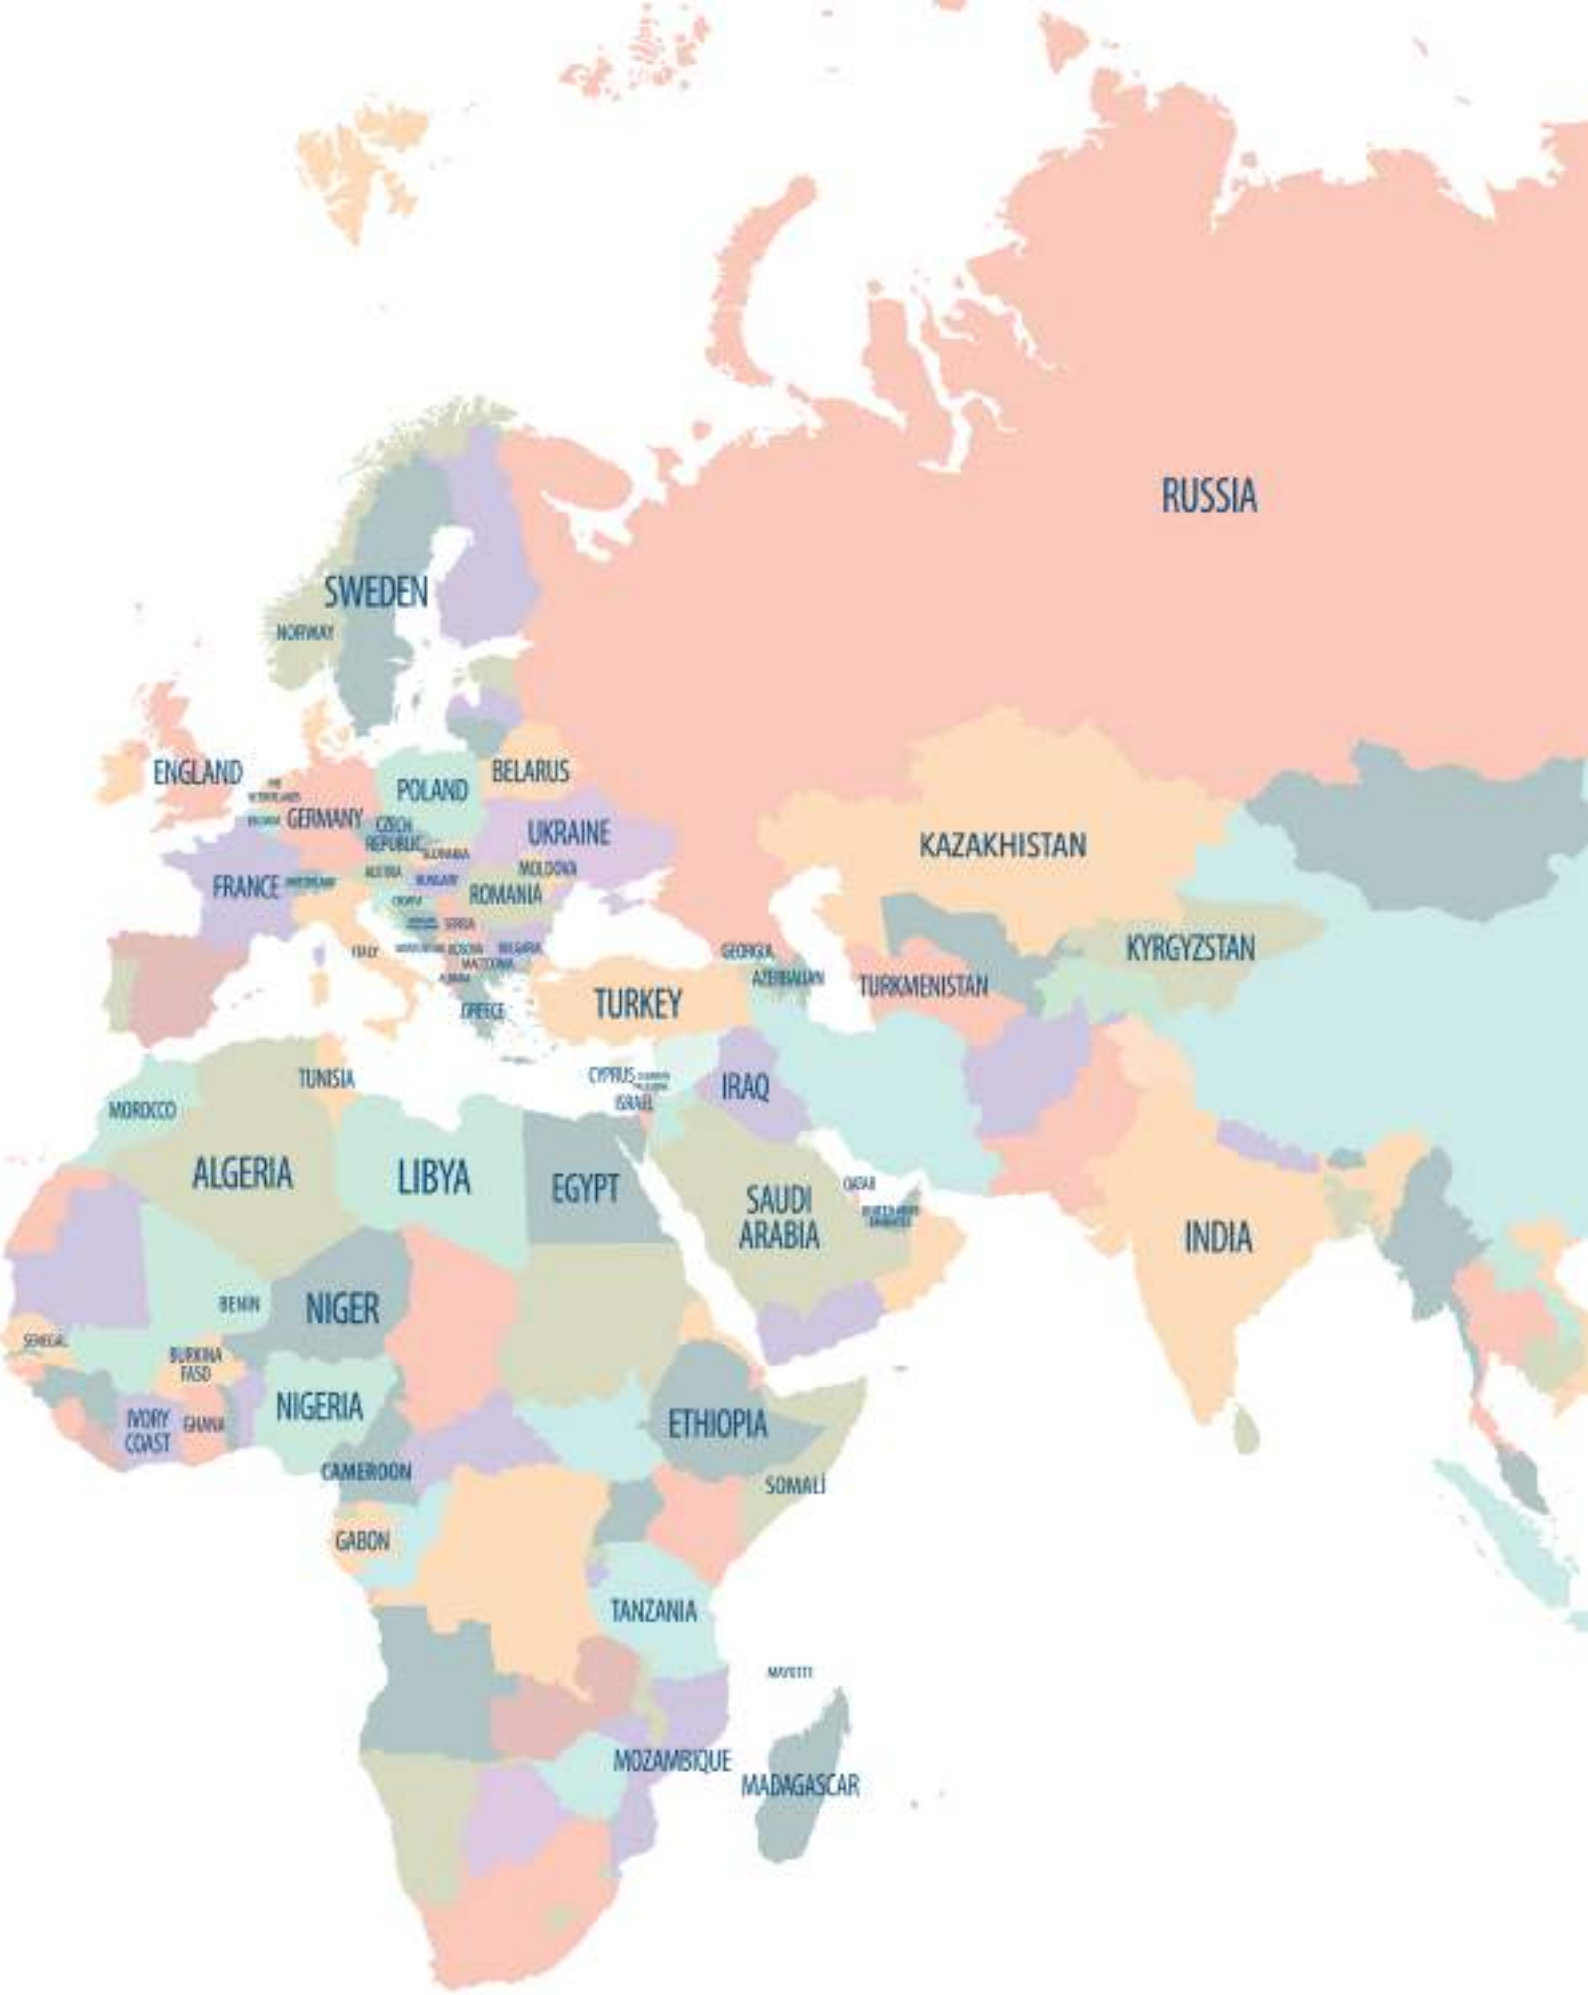 RUSSIA
SWEDEN
NORWAY
ENGLAND
BELARUS
POLAND
GERMANY
CZECH
REPUBLIC
UKRAINE
KAZAKHISTAN
MOLDOVA
FRANCE
ROMANIA
ITALY
GEORGIA
KYRGYZSTAN
AZERBAIJAN
TURKMENISTAN
TURKEY
GREECE
TUNISIA
CYPRUS
IRAQ
ISRAEL
MOROCCO
ALGERIA
LIBYA
EGYPT
QATAR
SAUDI
ARABIA
INDIA
BENIN
NIGER
SENEGAL
BURKINA
FASO
NIGERIA
IVORY
COAST
GHANA
ETHIOPIA
CAMEROON
SOMALİ
GABON
TANZANIA
MAYOTTE
MOZAMBIQUE
MADAGASCAR